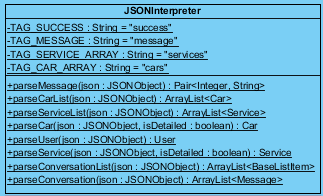 JSONInterpreter
-TAG_SUCCESS : String = "success"
-TAG_MESSAGE : String = "message"
-TAG_SERVICE_ARRAY : String = "services"
-TAG_CAR_ARRAY : String = "cars"
+parseMessage(json : JSONObject) : Pair<Integer, String>
+parseCarList(json : JSONObject) : ArrayList<Car>
+parseServiceList(json : JSONObject) : ArrayList<Service>
+parseCar(json : JSONObject, isDetailed : boolean) : Car
+parseUser(json : JSONObject) : User
+parseService(json : JSONObject, isDetailed : boolean) : Service
+parseConversationList(json : JSONObject) : ArrayList<BaseListItem>
+parseConversation(json : JSONObject) : ArrayList<Message>